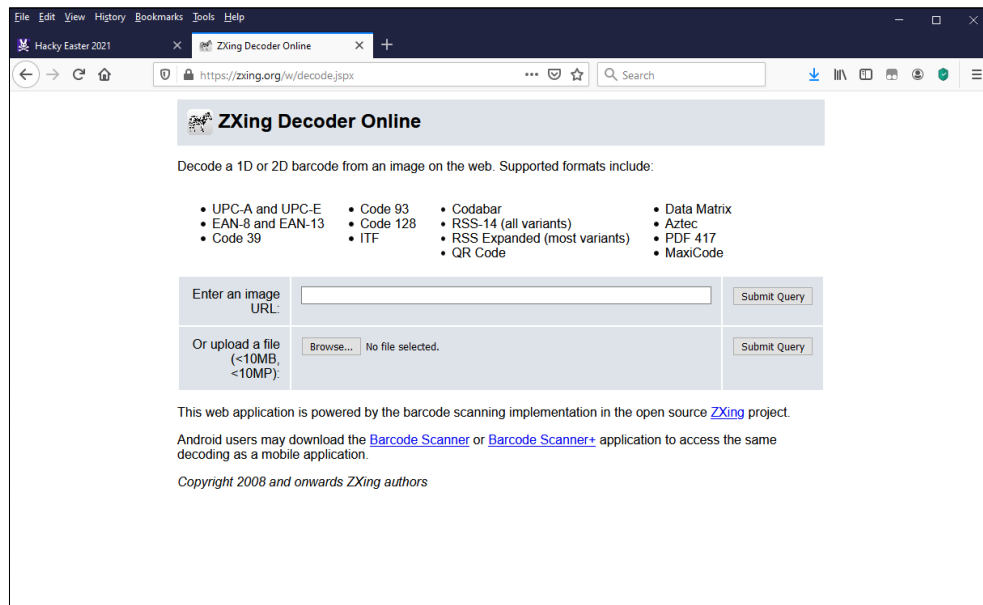 File Edit View History Bookmarks Tools Help
Hacky Easter 2021
ZXing Decoder Online
https://zxing.org/w/decode.jspx
Search
ZXing Decoder Online
Decode a 1D or 2D barcode from an image on the web. Supported formats include:
• UPC-A and UPC-E • Code 93 • Codabar • Data Matrix
• EAN-8 and EAN-13 • Code 128 • RSS-14 (all variants) • Aztec
• Code 39 • ITF • RSS Expanded (most variants) • PDF 417
• QR Code • MaxiCode
Enter an image Submit Query
URL:
Or upload a file Browse... No file selected. Submit Query
(<10MB,
<10MP):
This web application is powered by the barcode scanning implementation in the open source ZXing project.
Android users may download the Barcode Scanner or Barcode Scanner+ application to access the same
decoding as a mobile application.
Copyright 2008 and onwards ZXing authors